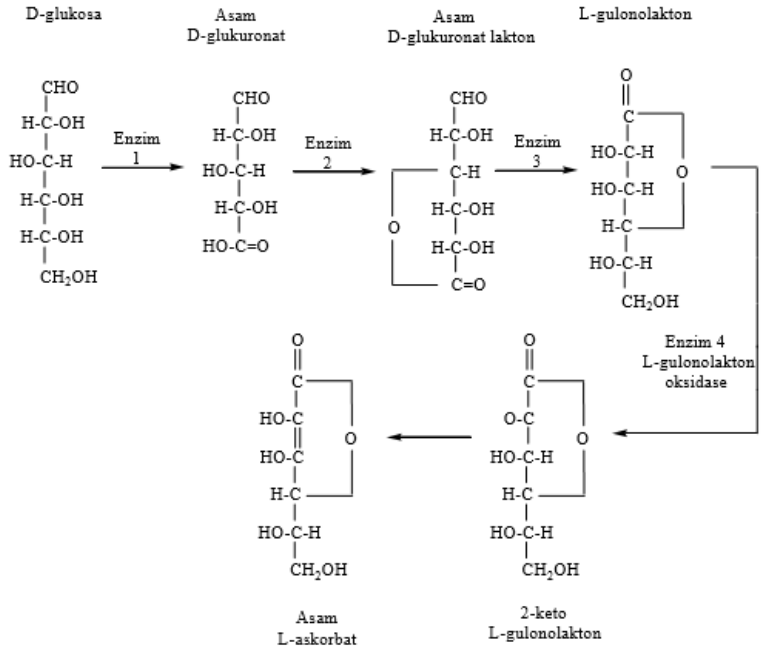 D-glukosa
Asam
D-glukuronat
Asam
D-glukuronat lakton
L-gulonolakton
CHO
H-C-OH
HO-C-H
H-C-OH
H-C-OH
CH₂OH
Enzim
1
CHO
H-C-OH
HO-C-H
H-C-OH
HO-C=O
Enzim
2
CHO
H-C-OH
C-H
H-C-OH
H-C-OH
C=O
O
Enzim
3
O
C
HO-C-H
HO-C-H
H-C
HO-C-H
CH₂OH
O
Enzim 4
L-gulonolakton
oksidase
O
C
O-C
HO-C-H
H-C
HO-C-H
CH₂OH
O
2-keto
L-gulonolakton
O
C
HO-C
HO-C
H-C
HO-C-H
CH₂OH
O
Asam
L-askorbat